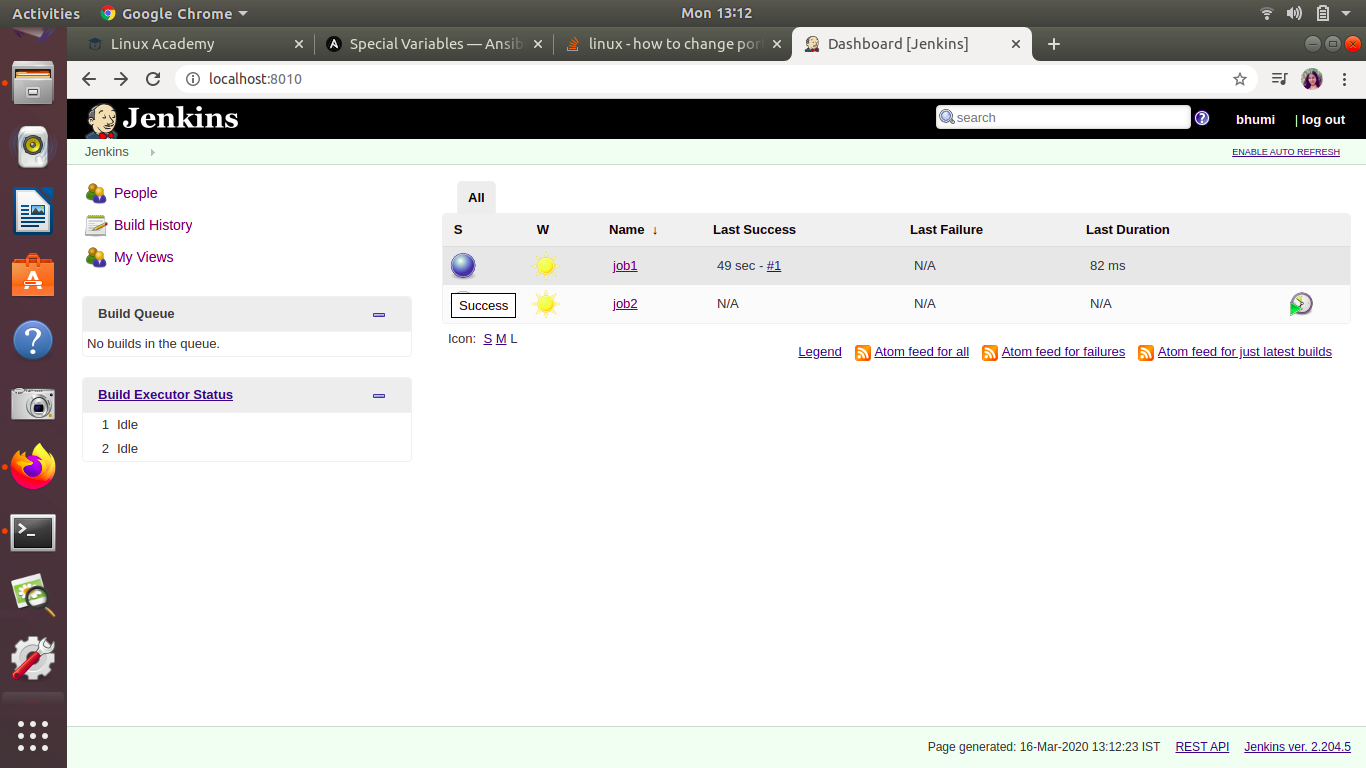 Activities Google Chrome Mon 13:12
Linux Academy Special Variables — Ansib linux - how to change por Dashboard [Jenkins]
localhost:8010
Jenkins search bhumi | log out
Jenkins ENABLE AUTO REFRESH
People
Build History
My Views
Build Queue
No builds in the queue.
Build Executor Status
1 Idle
2 Idle
All
S W Name ↓ Last Success Last Failure Last Duration
job1 49 sec - #1 N/A 82 ms
Success job2 N/A N/A N/A
Icon: S M L
Legend Atom feed for all Atom feed for failures Atom feed for just latest builds
Page generated: 16-Mar-2020 13:12:23 IST REST API Jenkins ver. 2.204.5